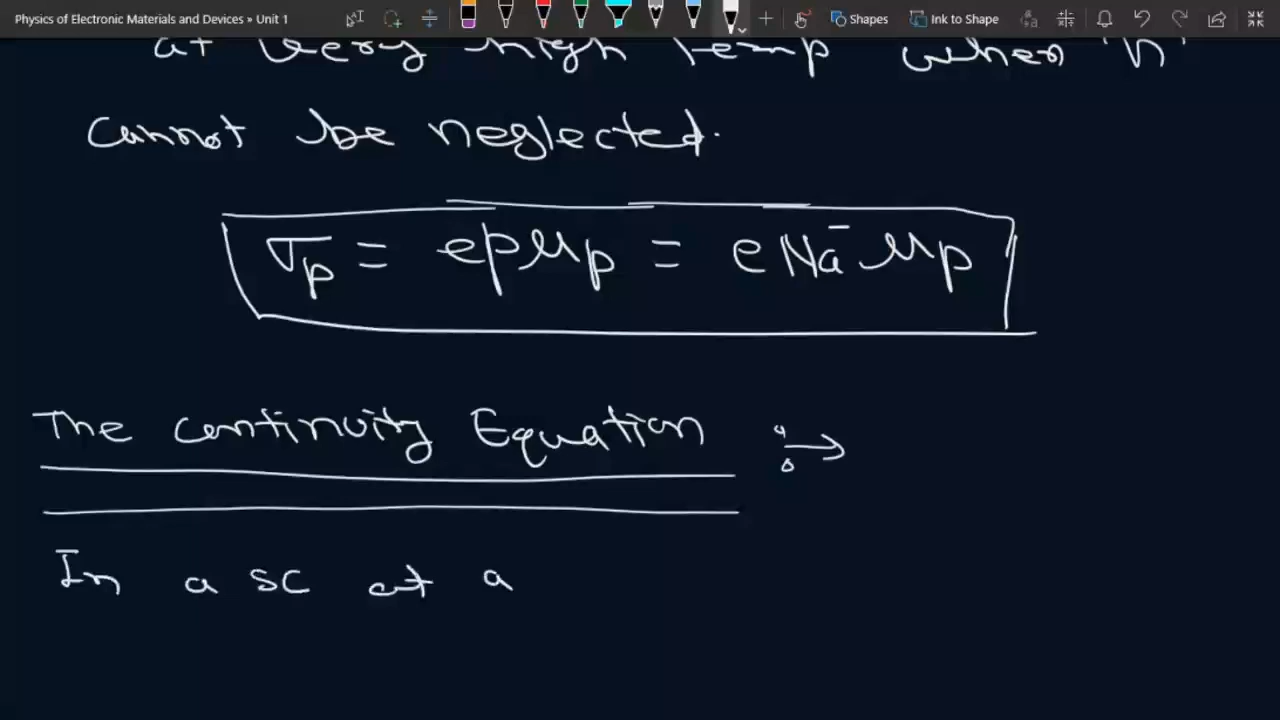 Physics of Electronic Materials and Devices » Unit 1
Shapes
Ink to Shape
at very high temp when 'n'
cannot be neglected.
σp = epμp = eNa⁻μp
The continuity Equation :→
In a SC at a